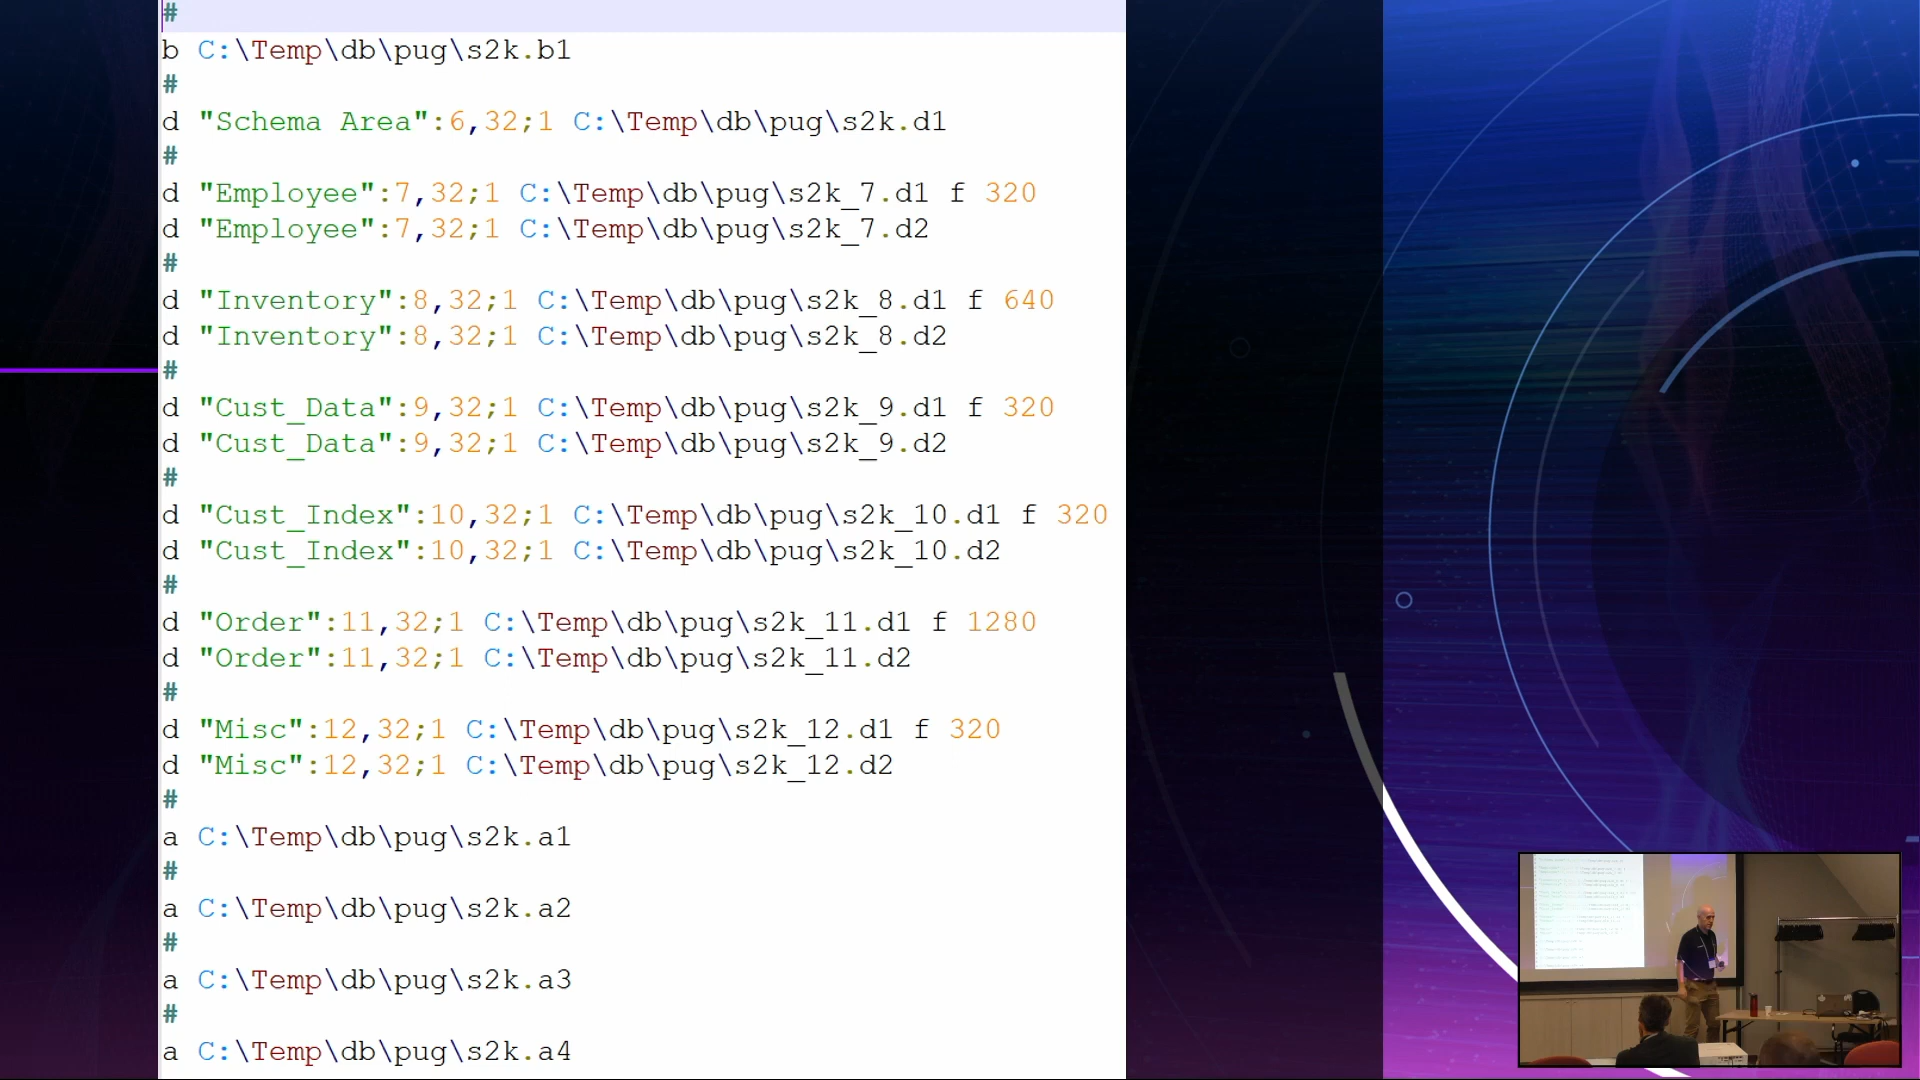 #
b C:\Temp\db\pug\s2k.b1
#
d "Schema Area":6,32;1 C:\Temp\db\pug\s2k.d1
#
d "Employee":7,32;1 C:\Temp\db\pug\s2k_7.d1 f 320
d "Employee":7,32;1 C:\Temp\db\pug\s2k_7.d2
#
d "Inventory":8,32;1 C:\Temp\db\pug\s2k_8.d1 f 640
d "Inventory":8,32;1 C:\Temp\db\pug\s2k_8.d2
#
d "Cust_Data":9,32;1 C:\Temp\db\pug\s2k_9.d1 f 320
d "Cust_Data":9,32;1 C:\Temp\db\pug\s2k_9.d2
#
d "Cust_Index":10,32;1 C:\Temp\db\pug\s2k_10.d1 f 320
d "Cust_Index":10,32;1 C:\Temp\db\pug\s2k_10.d2
#
d "Order":11,32;1 C:\Temp\db\pug\s2k_11.d1 f 1280
d "Order":11,32;1 C:\Temp\db\pug\s2k_11.d2
#
d "Misc":12,32;1 C:\Temp\db\pug\s2k_12.d1 f 320
d "Misc":12,32;1 C:\Temp\db\pug\s2k_12.d2
#
a C:\Temp\db\pug\s2k.a1
#
a C:\Temp\db\pug\s2k.a2
#
a C:\Temp\db\pug\s2k.a3
#
a C:\Temp\db\pug\s2k.a4